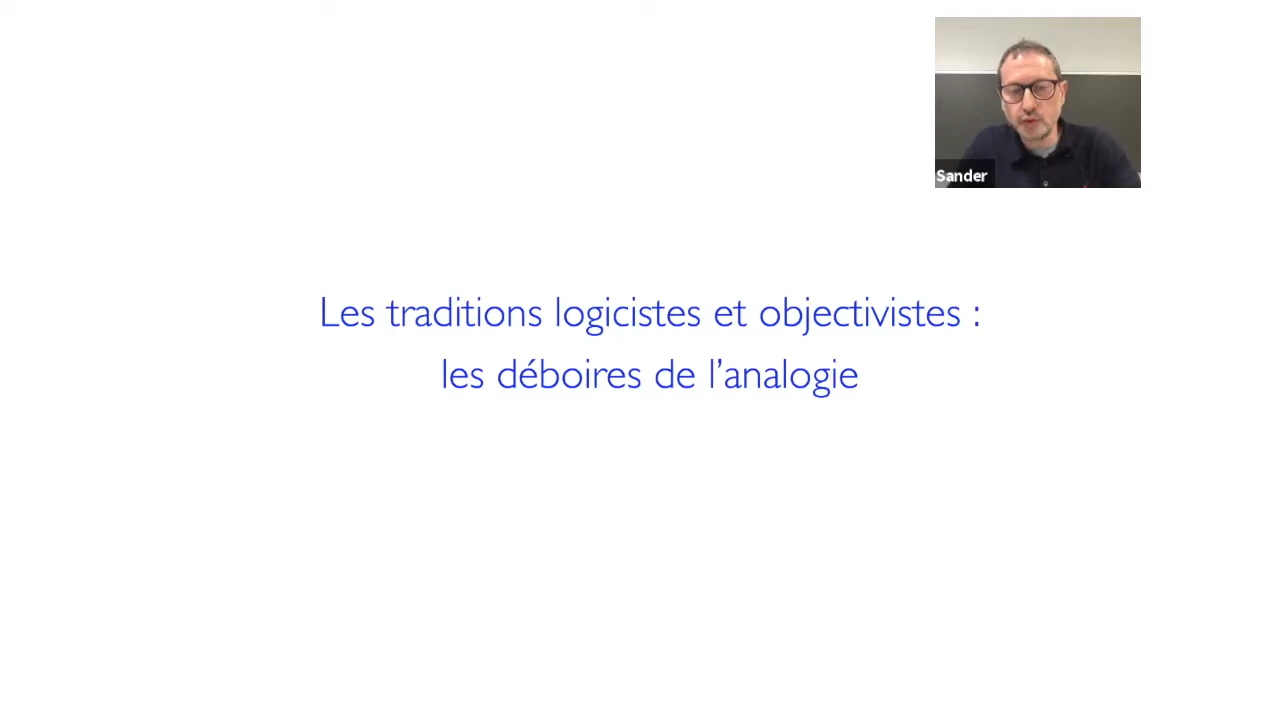 Sander
Les traditions logicistes et objectivistes :
les déboires de l’analogie